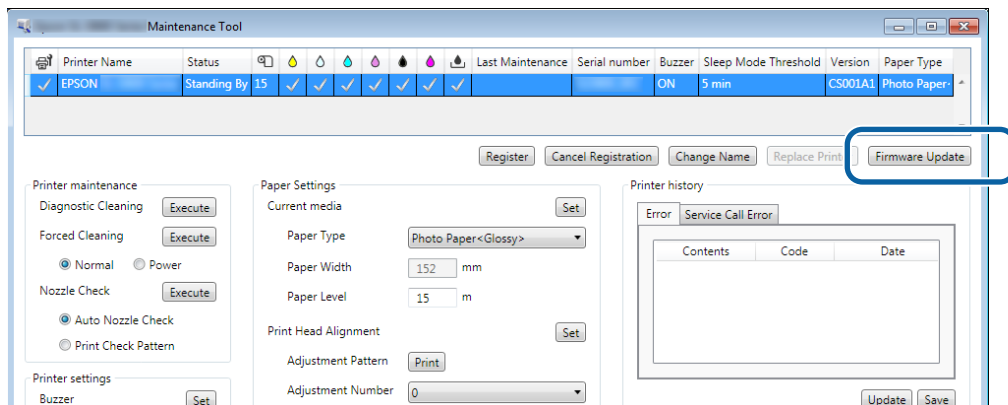 Maintenance Tool
Printer Name Status Last Maintenance Serial number Buzzer Sleep Mode Threshold Version Paper Type
EPSON Standing By 15 ON 5 min CS001A1 Photo Paper
Register Cancel Registration Change Name Replace Firmware Update
Printer maintenance
Diagnostic Cleaning Execute
Forced Cleaning Execute
Normal Power
Nozzle Check Execute
Auto Nozzle Check
Print Check Pattern
Printer settings
Buzzer Set
Paper Settings
Current media Set
Paper Type Photo Paper<Glossy>
Paper Width 152 mm
Paper Level 15 m
Print Head Alignment Set
Adjustment Pattern Print
Adjustment Number 0
Printer history
Error Service Call Error
Contents Code Date
Update Save